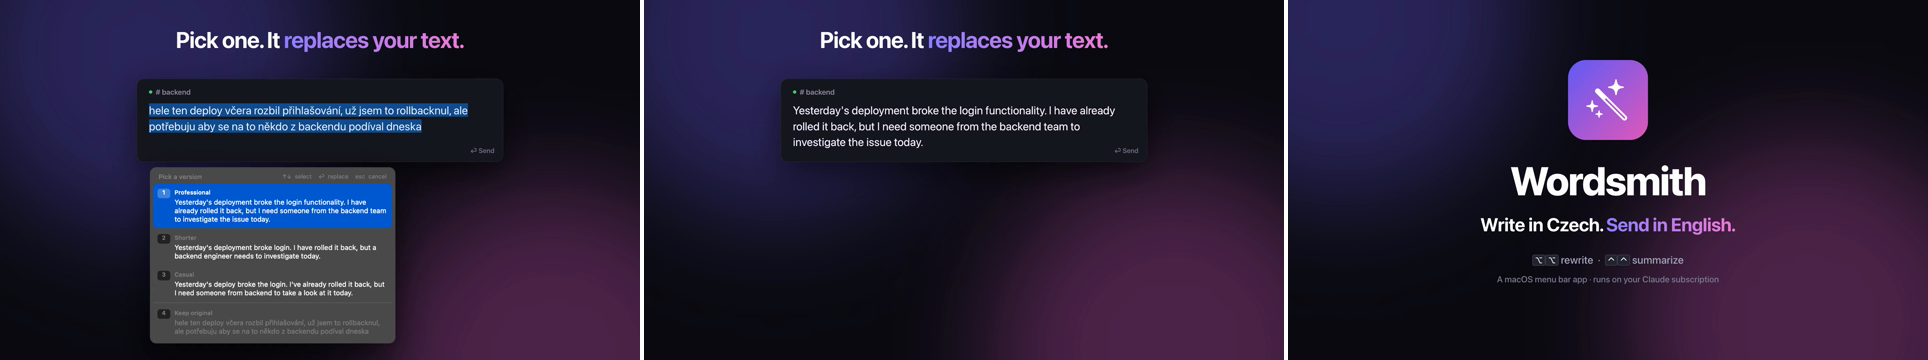 Pick one. It replaces your text.
# backend
hele ten deploy včera rozbil přihlašování, už jsem to rollbacknul, ale
potřebuju aby se na to někdo z backendu podíval dneska
⏎ Send
Pick a version ↑↓ select ⏎ replace esc cancel
1 Professional
Yesterday's deployment broke the login functionality. I have
already rolled it back, but I need someone from the backend team
to investigate the issue today.
2 Shorter
Yesterday's deployment broke login. I have rolled it back, but a
backend engineer needs to investigate today.
3 Casual
Yesterday's deploy broke the login. I've already rolled it back, but
I need someone from backend to take a look at it today.
4 Keep original
hele ten deploy včera rozbil přihlašování, už jsem to rollbacknul,
ale potřebuju aby se na to někdo z backendu podíval dneska
Pick one. It replaces your text.
# backend
Yesterday's deployment broke the login functionality. I have already
rolled it back, but I need someone from the backend team to
investigate the issue today.
⏎ Send
Wordsmith
Write in Czech. Send in English.
⌥ ⌥ rewrite · ^ ^ summarize
A macOS menu bar app · runs on your Claude subscription